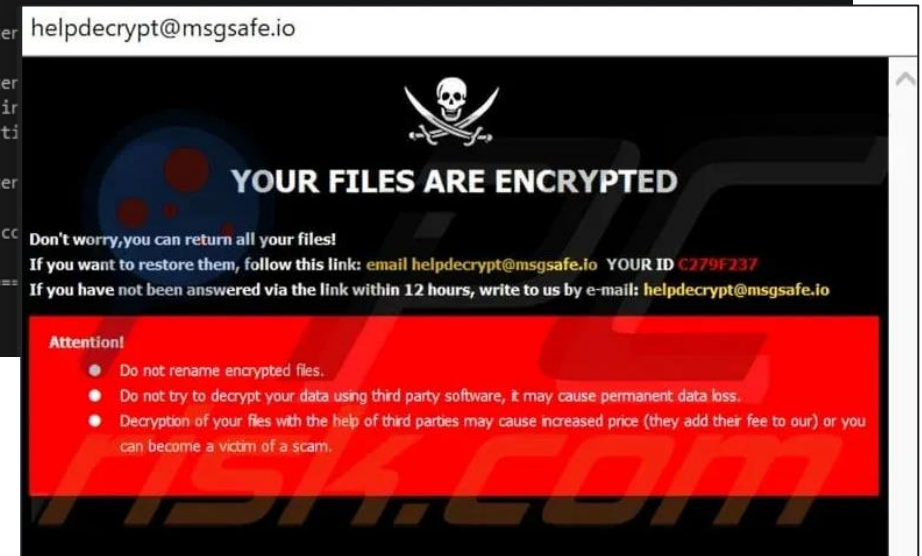 helpdecrypt@msgsafe.io
YOUR FILES ARE ENCRYPTED
Don't worry,you can return all your files!
If you want to restore them, follow this link: email helpdecrypt@msgsafe.io YOUR ID C279F237
If you have not been answered via the link within 12 hours, write to us by e-mail: helpdecrypt@msgsafe.io
Attention!
Do not rename encrypted files.
Do not try to decrypt your data using third party software, it may cause permanent data loss.
Decryption of your files with the help of third parties may cause increased price (they add their fee to our) or you
can become a victim of a scam.
PC
risk.com